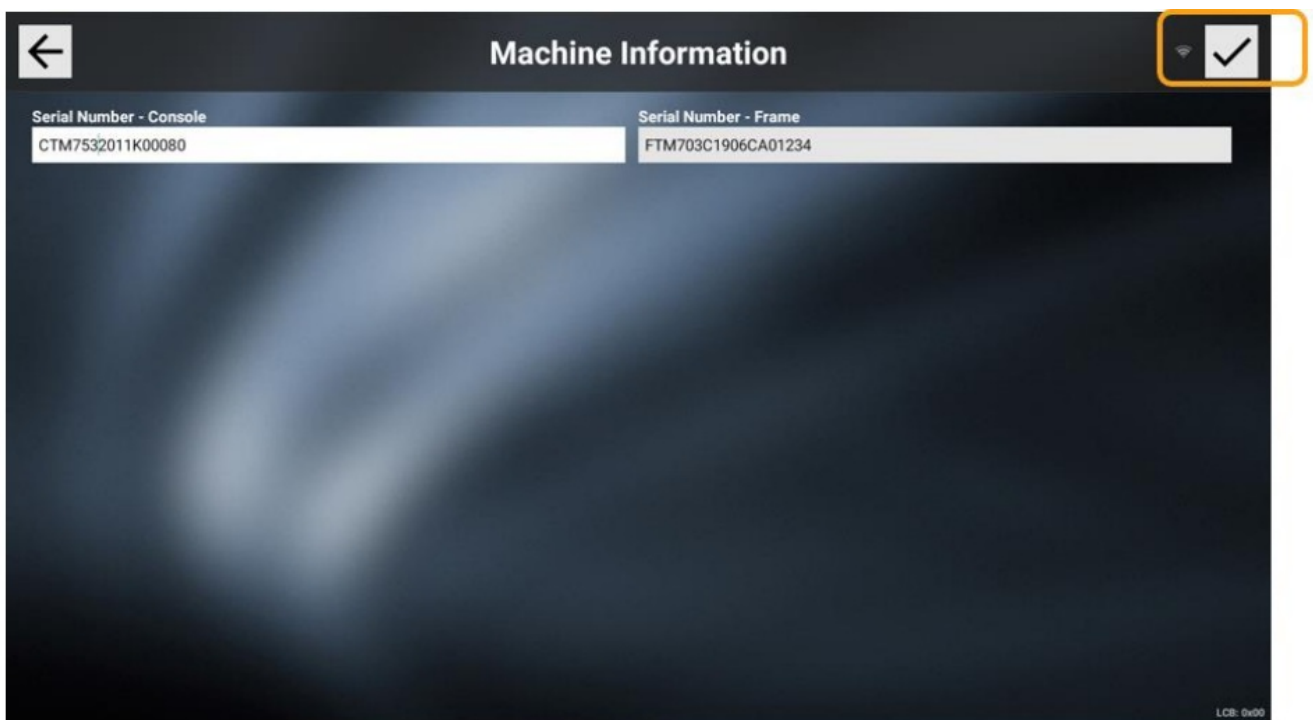 Machine Information
Serial Number - Console
CTM7532011K00080
Serial Number - Frame
FTM703C1906CA01234
LCB: 0x00